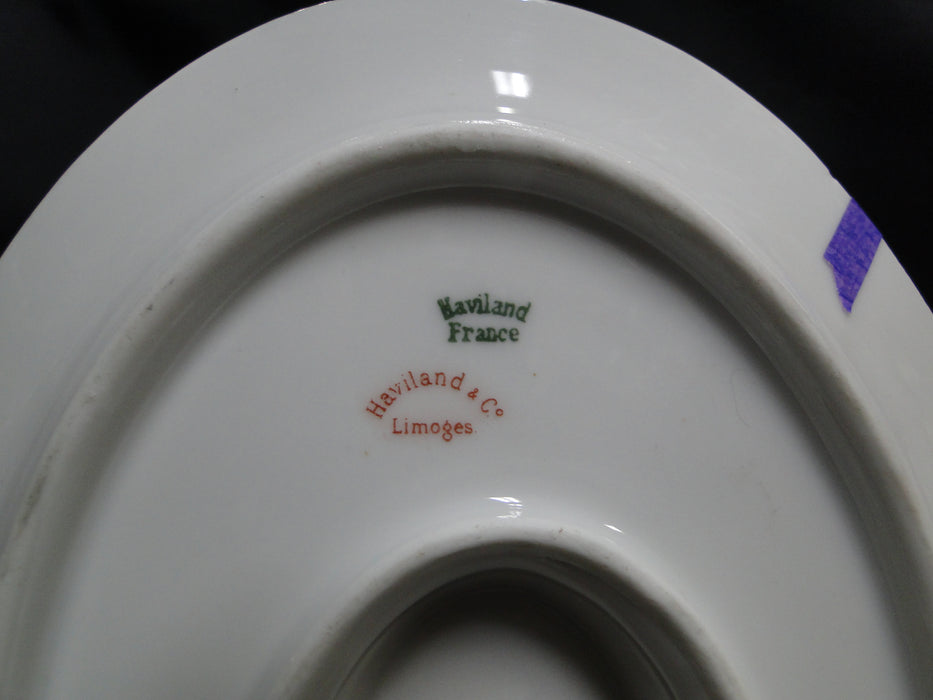 Haviland
France
Haviland & Co
Limoges.